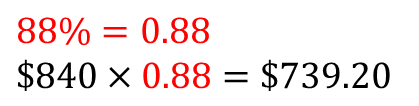 88% = 0.88
$840 × 0.88 = $739.20